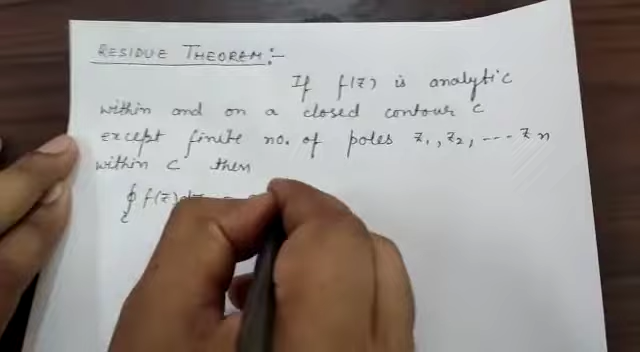 RESIDUE THEOREM:-
If f(z) is analytic
within and on a closed contour C
except finite no. of poles z1, z2, ---- zn
within C then
∮c f(z)dz =